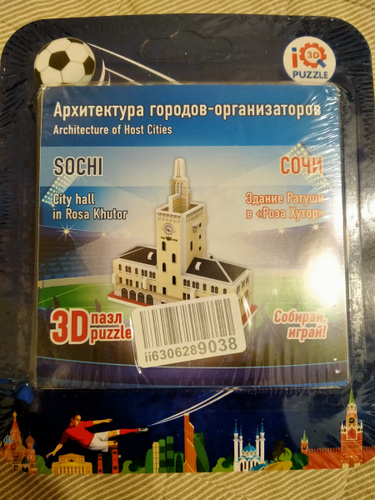 iQ 3D
PUZZLE
Архитектура городов-организаторов
Architecture of Host Cities
SOCHI
СОЧИ
City hall
in Rosa Khutor
Здание Ратуши
в «Роза Хутор»
3D пазл
puzzle
Собирай,
играй!
ii6306289038